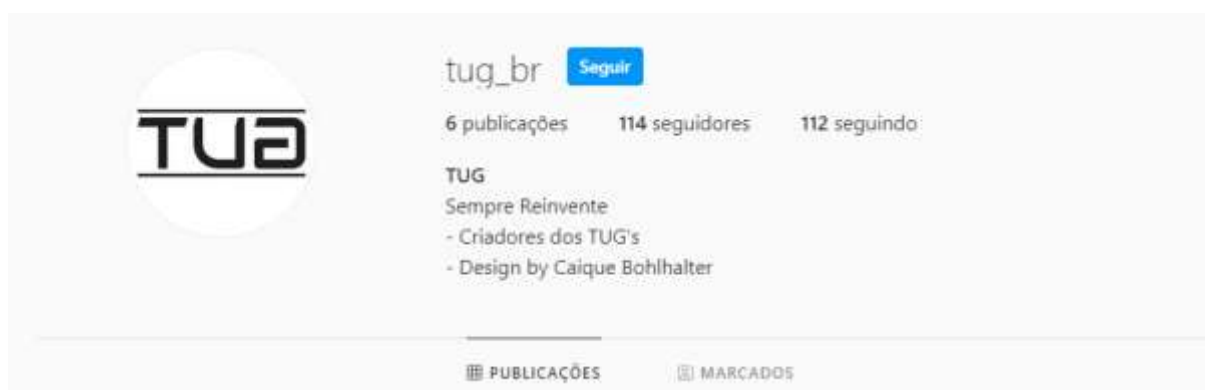 TUG
tug_br Seguir
6 publicações 114 seguidores 112 seguindo
TUG
Sempre Reinvente
- Criadores dos TUG's
- Design by Caique Bohlhalter
PUBLICAÇÕES MARCADOS